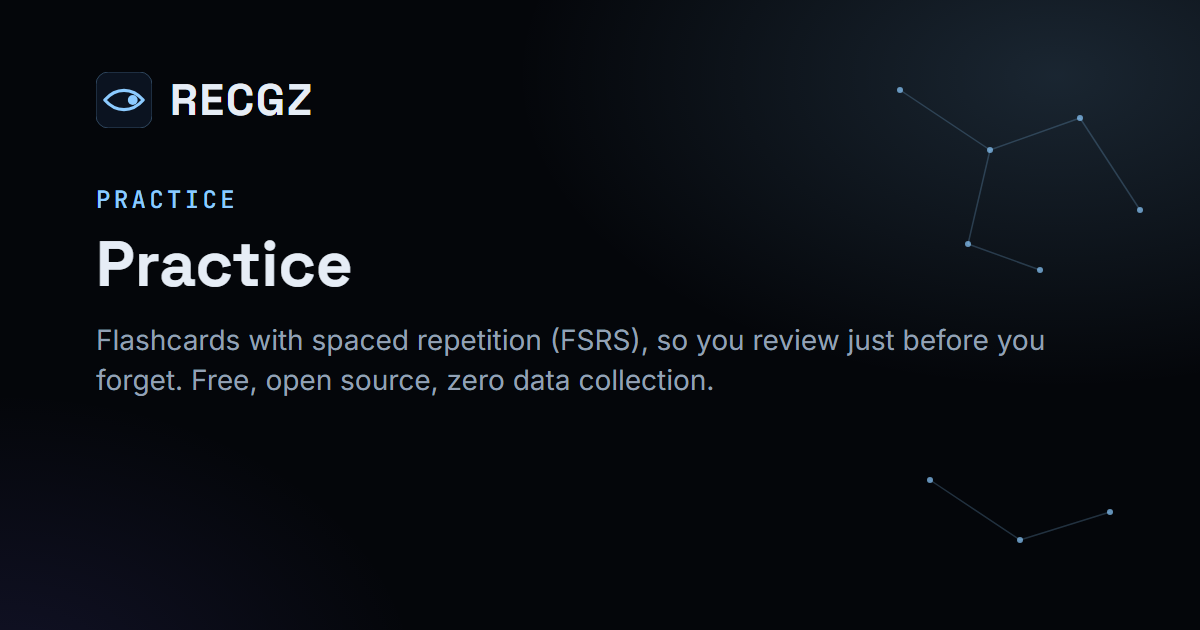 RECGZ
PRACTICE
Practice
Flashcards with spaced repetition (FSRS), so you review just before you
forget. Free, open source, zero data collection.